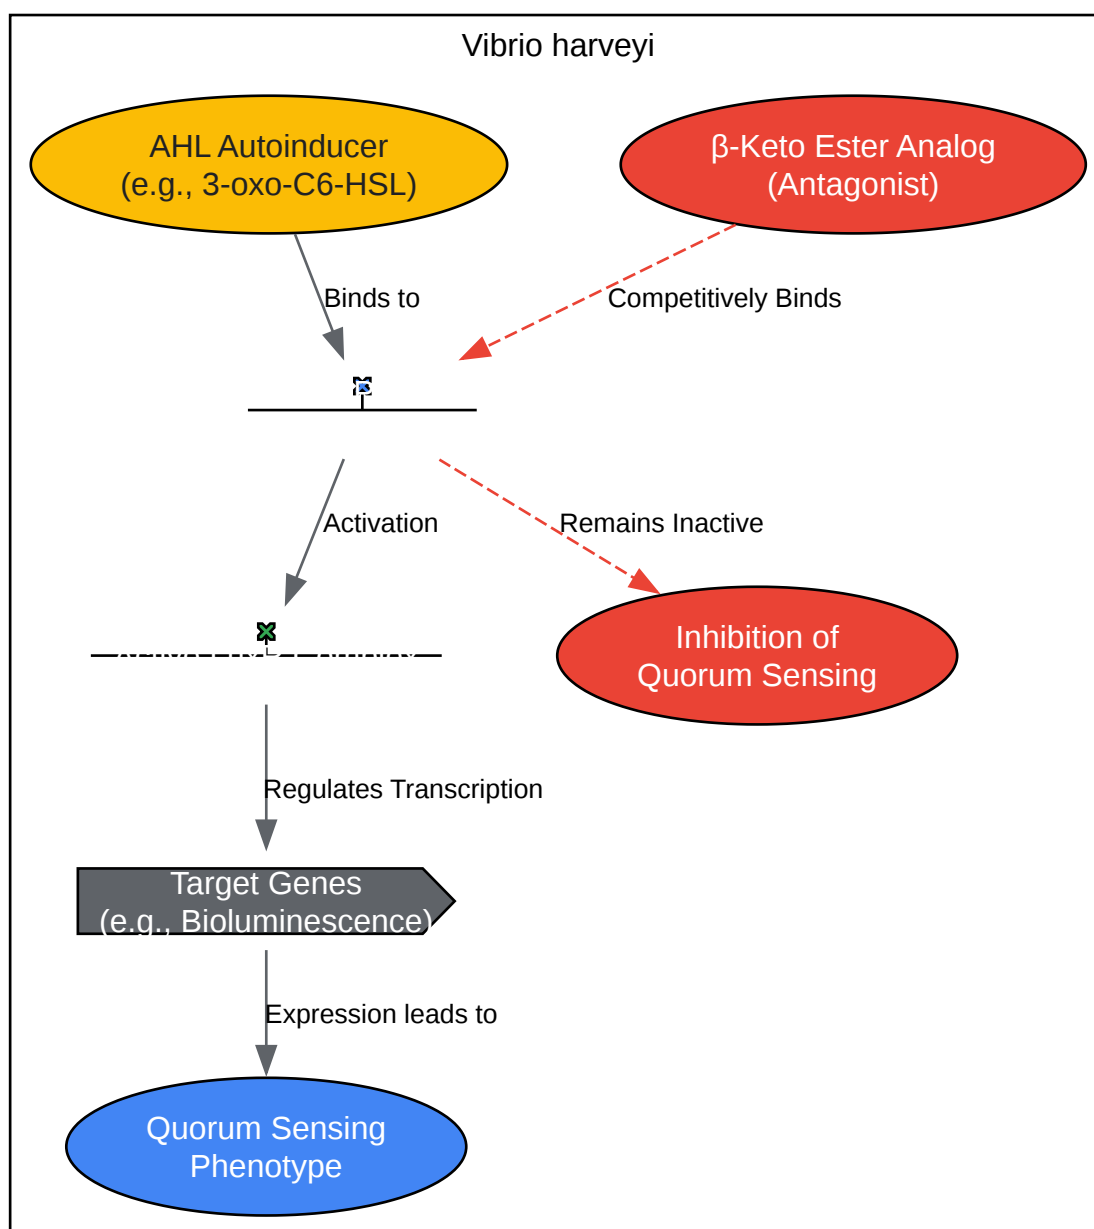 Vibrio harveyi
AHL Autoinducer
(e.g., 3-oxo-C6-HSL)
β-Keto Ester Analog
(Antagonist)
Binds to
Competitively Binds
Activation
Remains Inactive
Inhibition of
Quorum Sensing
Regulates Transcription
Target Genes
(e.g., Bioluminescence)
Expression leads to
Quorum Sensing
Phenotype